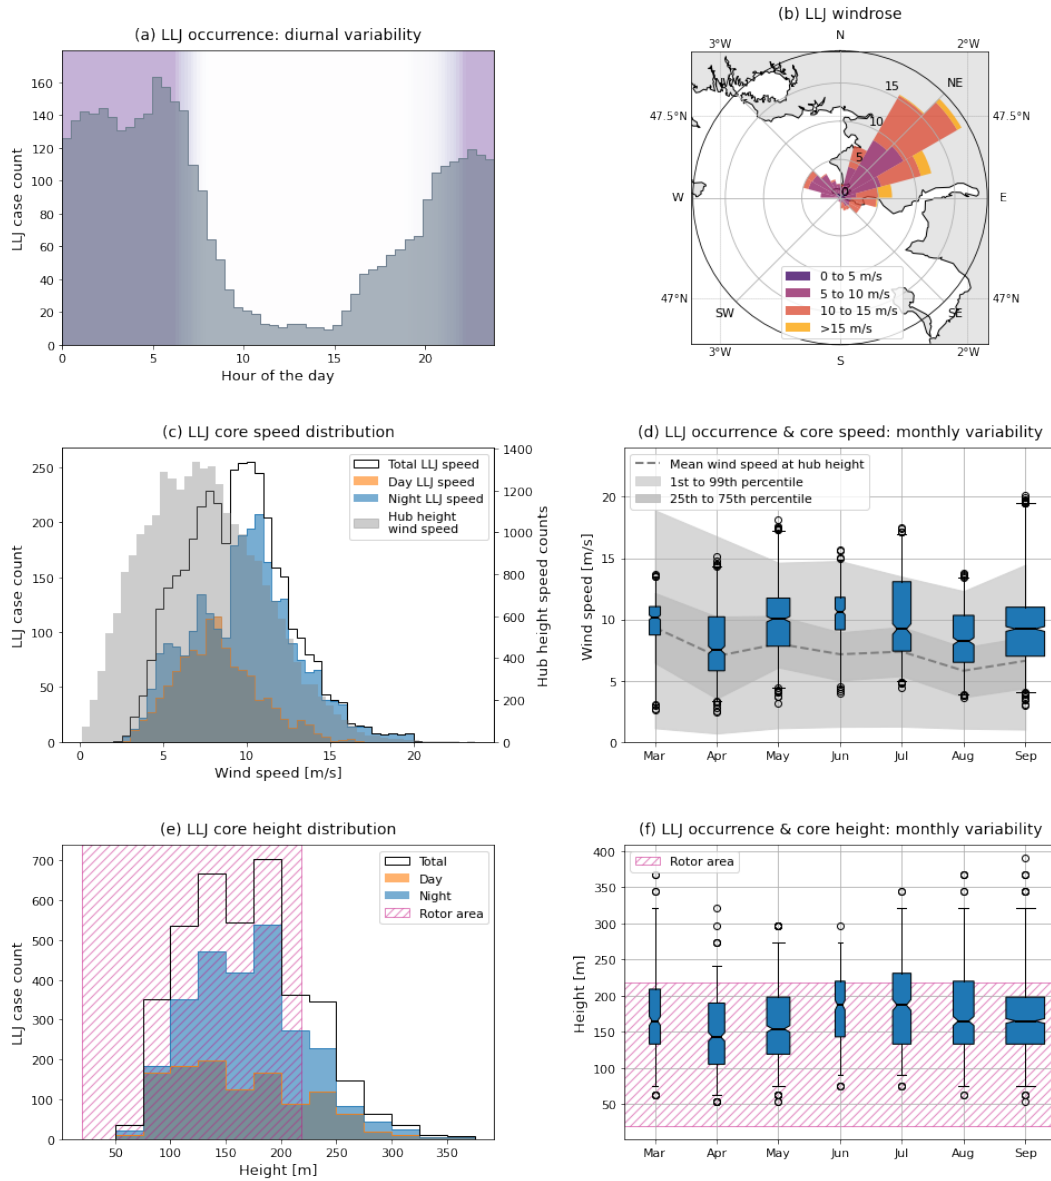 (a) LLJ occurrence: diurnal variability
160
140
120
100
80
60
40
20
0
LLJ case count
0 5 10 15 20
Hour of the day
(b) LLJ windrose
N
3°W 2°W
NE
15
47.5°N 47.5°N
10
5
0
W E
47°N 47°N
SW SE
0 to 5 m/s
5 to 10 m/s
10 to 15 m/s
>15 m/s
3°W 2°W
S
(c) LLJ core speed distribution
250
200
150
100
50
0
LLJ case count
Total LLJ speed
Day LLJ speed
Night LLJ speed
Hub height
wind speed
1400
1200
1000
800
600
400
200
0
Hub height speed counts
0 5 10 15 20
Wind speed [m/s]
(d) LLJ occurrence & core speed: monthly variability
Mean wind speed at hub height
1st to 99th percentile
25th to 75th percentile
20
15
10
5
0
Wind speed [m/s]
Mar Apr May Jun Jul Aug Sep
(e) LLJ core height distribution
700
600
500
400
300
200
100
0
LLJ case count
Total
Day
Night
Rotor area
50 100 150 200 250 300 350
Height [m]
(f) LLJ occurrence & core height: monthly variability
Rotor area
400
350
300
250
200
150
100
50
Height [m]
Mar Apr May Jun Jul Aug Sep